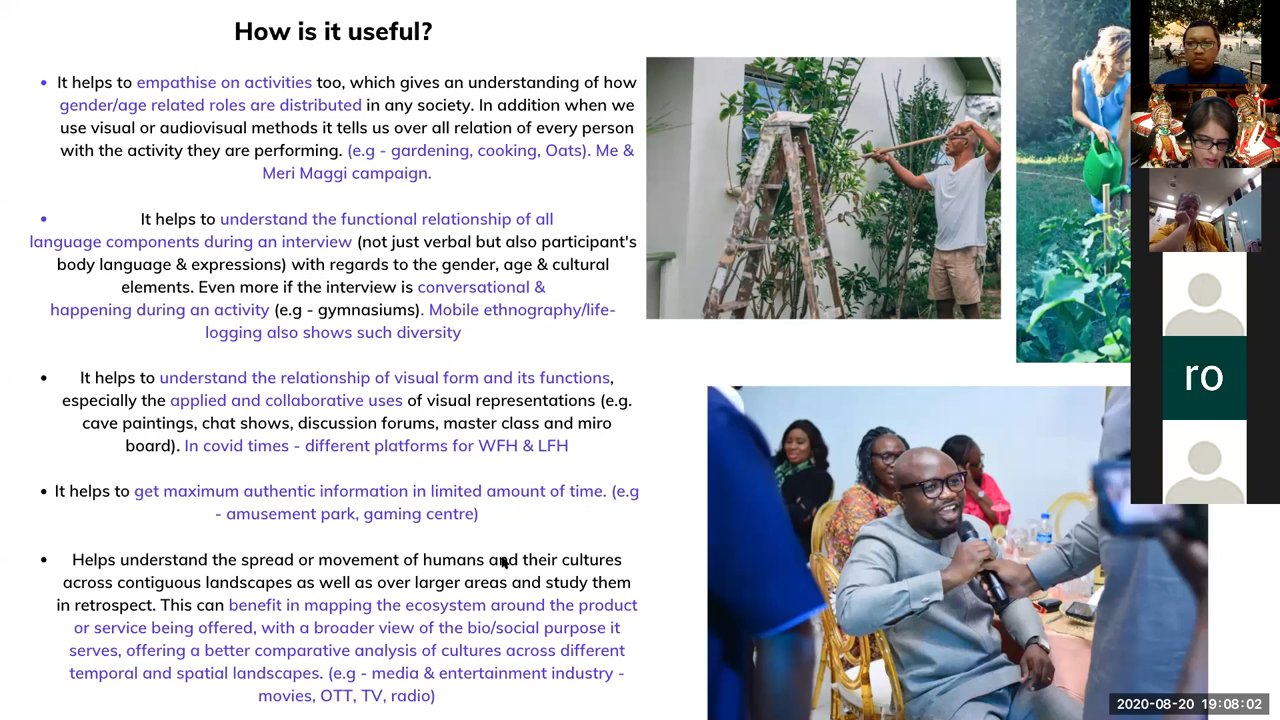 How is it useful?
• It helps to empathise on activities too, which gives an understanding of how
gender/age related roles are distributed in any society. In addition when we
use visual or audiovisual methods it tells us over all relation of every person
with the activity they are performing. (e.g - gardening, cooking, Oats). Me &
Meri Maggi campaign.
• It helps to understand the functional relationship of all
language components during an interview (not just verbal but also participant's
body language & expressions) with regards to the gender, age & cultural
elements. Even more if the interview is conversational &
happening during an activity (e.g - gymnasiums). Mobile ethnography/life-
logging also shows such diversity
• It helps to understand the relationship of visual form and its functions,
especially the applied and collaborative uses of visual representations (e.g.
cave paintings, chat shows, discussion forums, master class and miro
board). In covid times - different platforms for WFH & LFH
• It helps to get maximum authentic information in limited amount of time. (e.g
- amusement park, gaming centre)
• Helps understand the spread or movement of humans and their cultures
across contiguous landscapes as well as over larger areas and study them
in retrospect. This can benefit in mapping the ecosystem around the product
or service being offered, with a broader view of the bio/social purpose it
serves, offering a better comparative analysis of cultures across different
temporal and spatial landscapes. (e.g - media & entertainment industry -
movies, OTT, TV, radio)
ro
2020-08-20 19:08:02